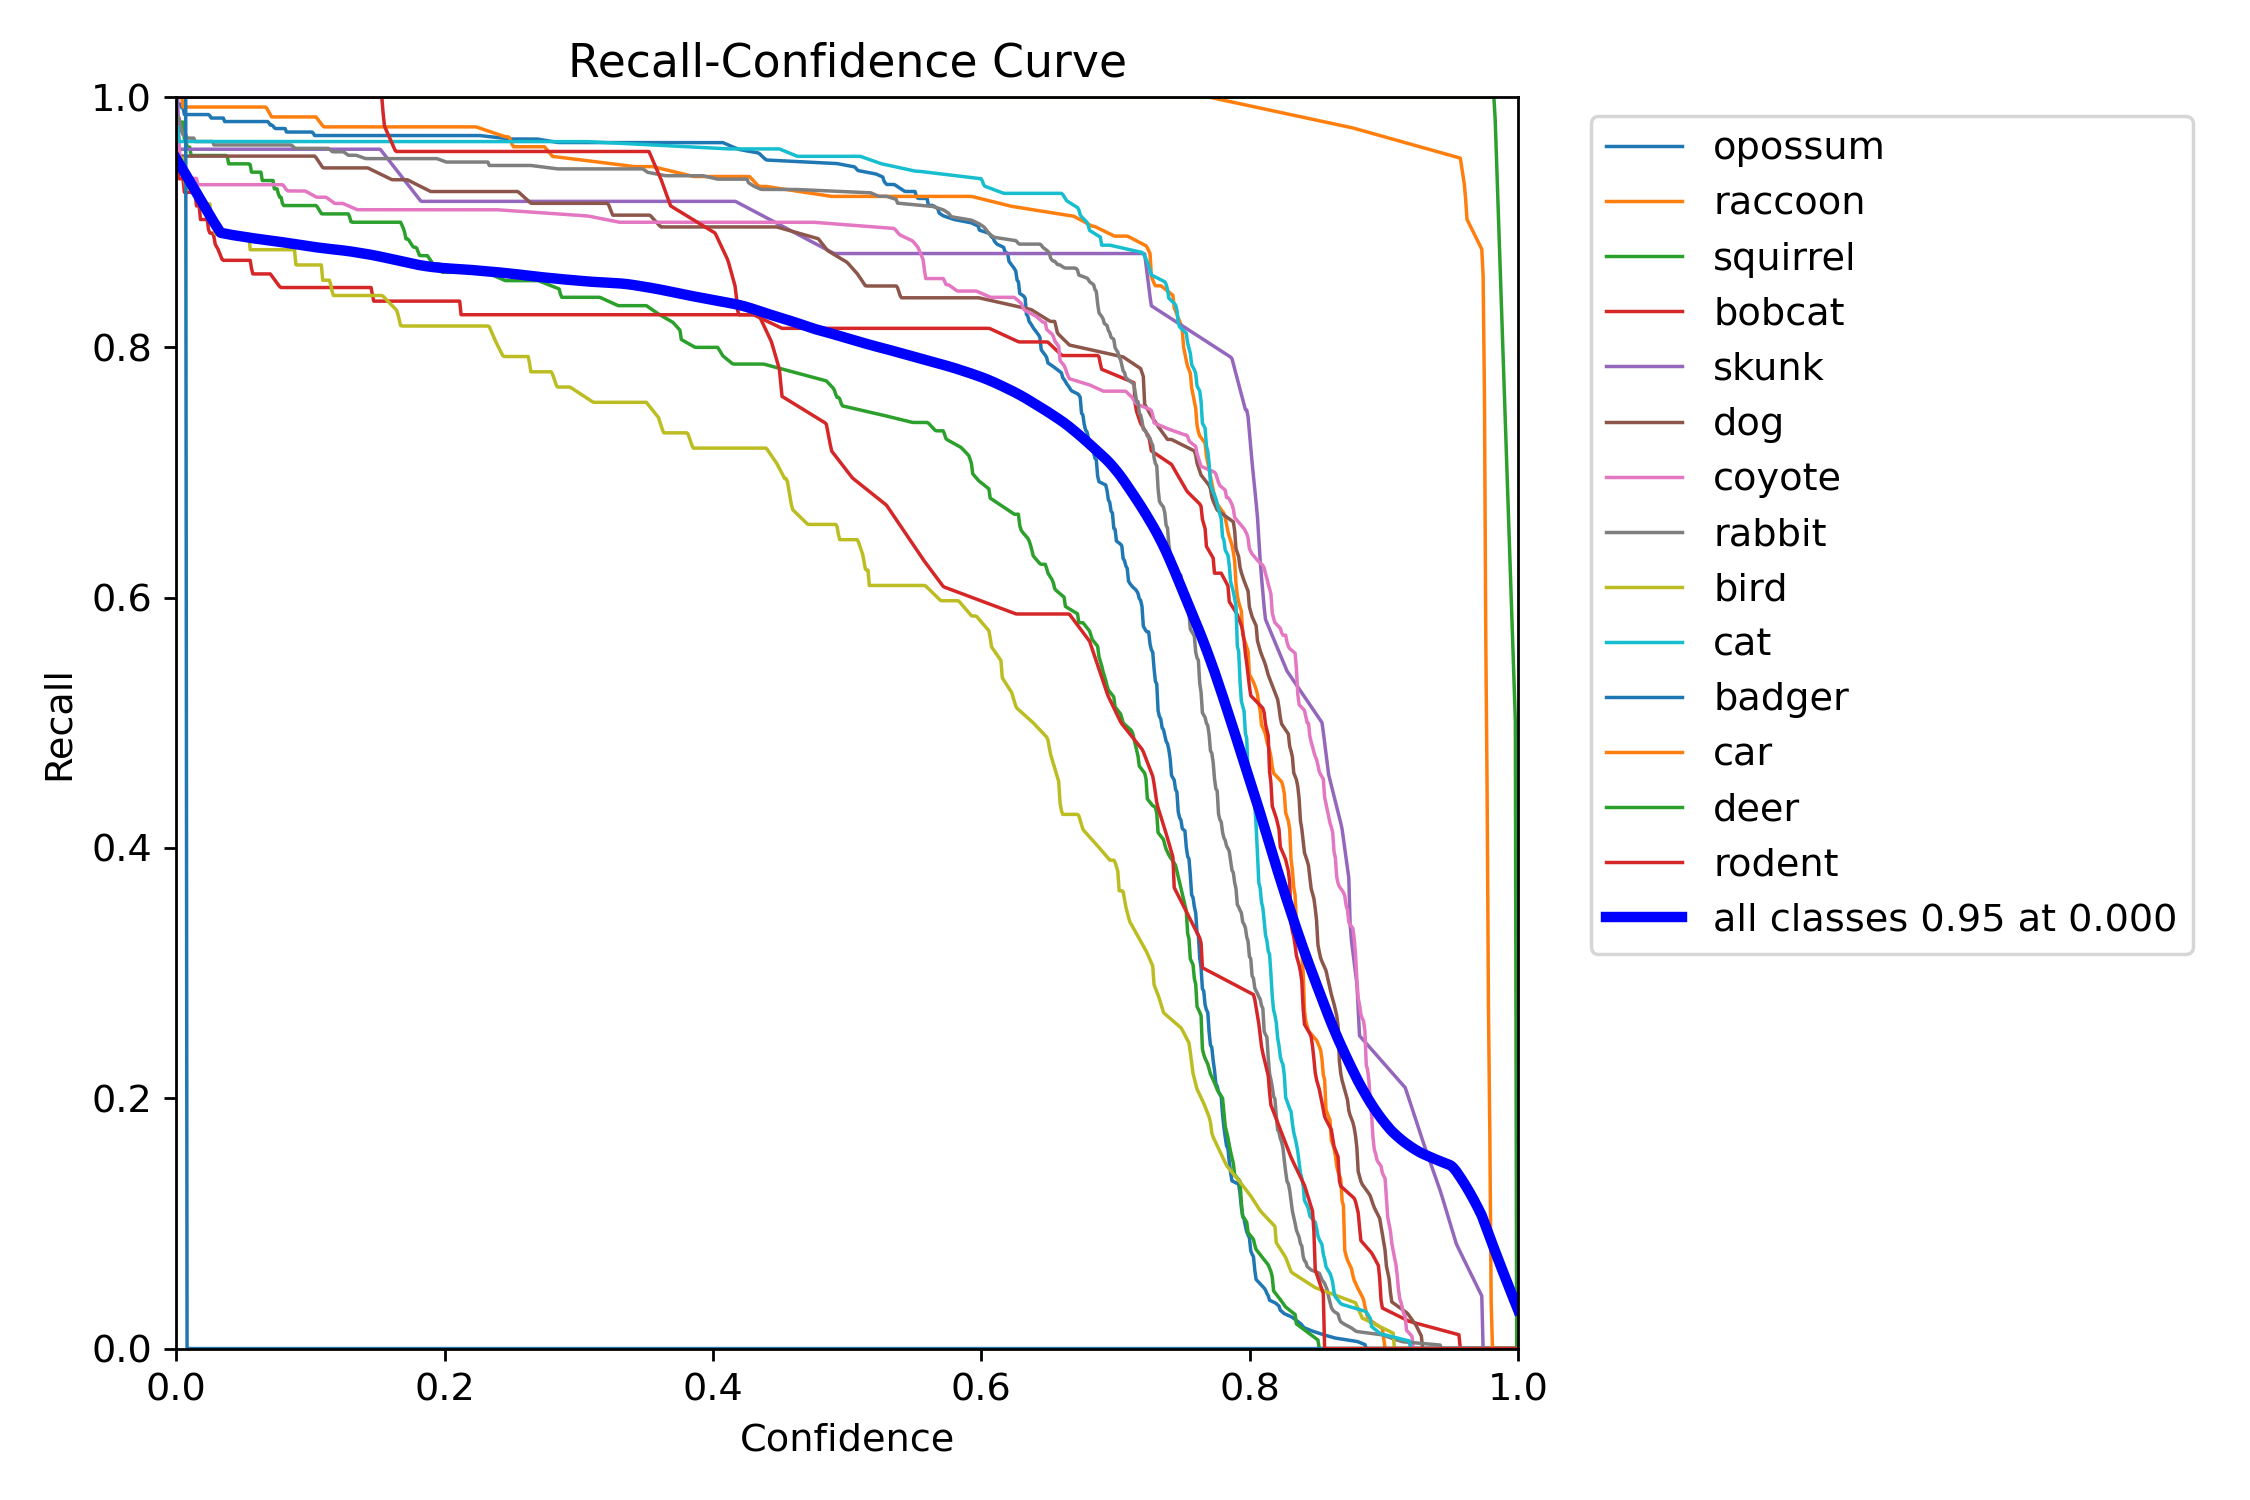 Recall-Confidence Curve
1.0
0.8
0.6
0.4
0.2
0.0
Recall
0.0 0.2 0.4 0.6 0.8 1.0
Confidence
opossum
raccoon
squirrel
bobcat
skunk
dog
coyote
rabbit
bird
cat
badger
car
deer
rodent
all classes 0.95 at 0.000